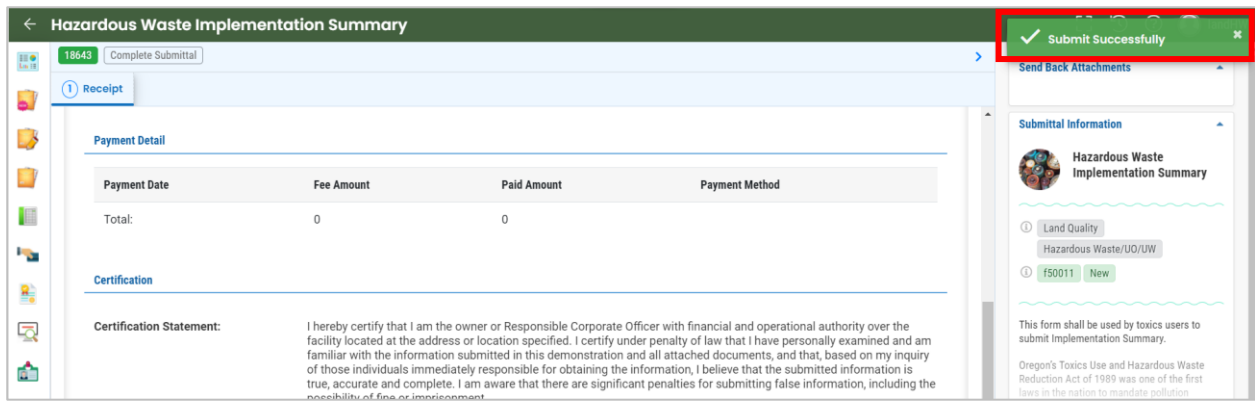 ← Hazardous Waste Implementation Summary
Submit Successfully ×
18643 Complete Submittal
1 Receipt
Payment Detail
Payment Date Fee Amount Paid Amount Payment Method
Total: 0 0
Certification
Certification Statement: I hereby certify that I am the owner or Responsible Corporate Officer with financial and operational authority over the
facility located at the address or location specified. I certify under penalty of law that I have personally examined and am
familiar with the information submitted in this demonstration and all attached documents, and that, based on my inquiry
of those individuals immediately responsible for obtaining the information, I believe that the submitted information is
true, accurate and complete. I am aware that there are significant penalties for submitting false information, including the
possibility of fine or imprisonment
Send Back Attachments
Submittal Information
Hazardous Waste
Implementation Summary
Land Quality
Hazardous Waste/UO/UW
f50011 New
This form shall be used by toxics users to
submit Implementation Summary.
Oregon's Toxics Use and Hazardous Waste
Reduction Act of 1989 was one of the first
laws in the nation to mandate pollution